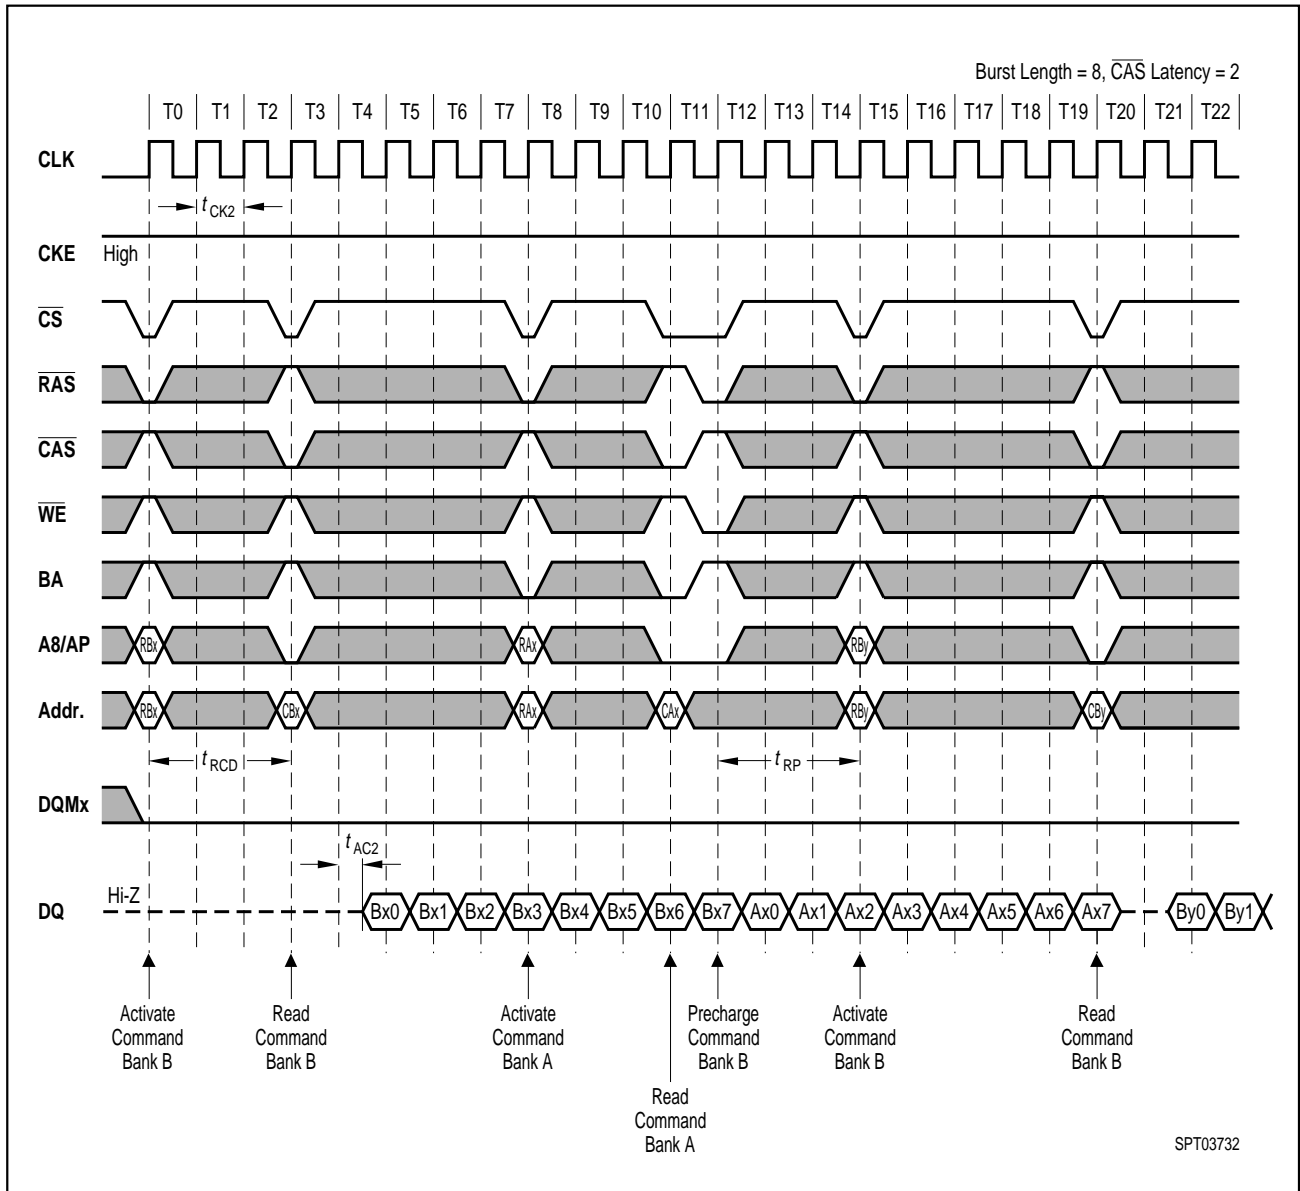 Burst Length = 8, CAS Latency = 2
T0 T1 T2 T3 T4 T5 T6 T7 T8 T9 T10 T11 T12 T13 T14 T15 T16 T17 T18 T19 T20 T21 T22
CLK
t CK2
CKE High
CS
RAS
CAS
WE
BA
A8/AP RBx RAx RBy
Addr. RBx CBx RAx CAx RBy CBy
t RCD t RP
DQMx
t AC2
DQ Hi-Z Bx0 Bx1 Bx2 Bx3 Bx4 Bx5 Bx6 Bx7 Ax0 Ax1 Ax2 Ax3 Ax4 Ax5 Ax6 Ax7 By0 By1
Activate
Command
Bank B
Read
Command
Bank B
Activate
Command
Bank A
Read
Command
Bank A
Precharge
Command
Bank B
Activate
Command
Bank B
Read
Command
Bank B
SPT03732